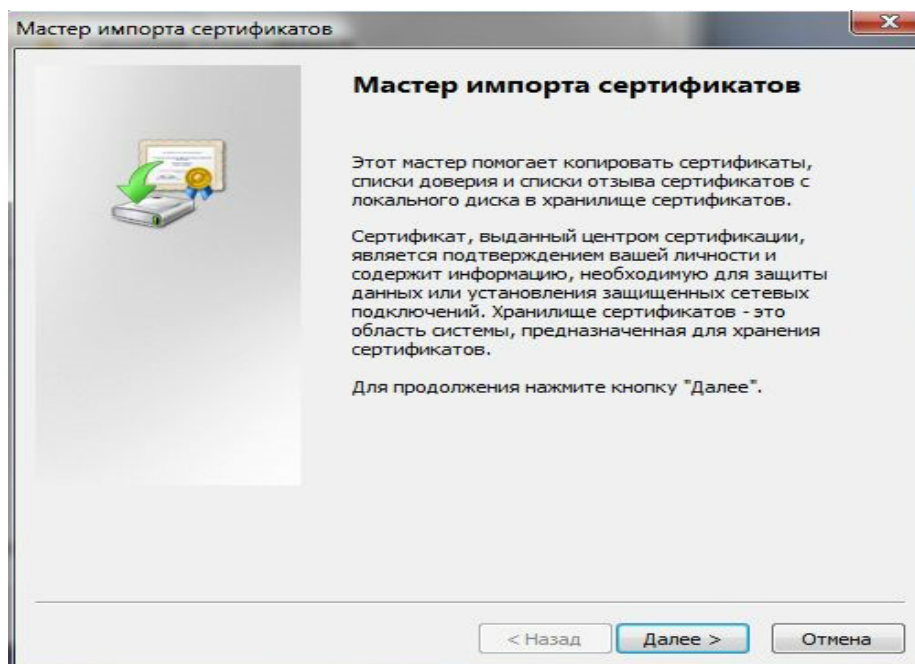 Мастер импорта сертификатов
Мастер импорта сертификатов
Этот мастер помогает копировать сертификаты,
списки доверия и списки отзыва сертификатов с
локального диска в хранилище сертификатов.
Сертификат, выданный центром сертификации,
является подтверждением вашей личности и
содержит информацию, необходимую для защиты
данных или установления защищенных сетевых
подключений. Хранилище сертификатов - это
область системы, предназначенная для хранения
сертификатов.
Для продолжения нажмите кнопку "Далее".
< Назад Далее > Отмена